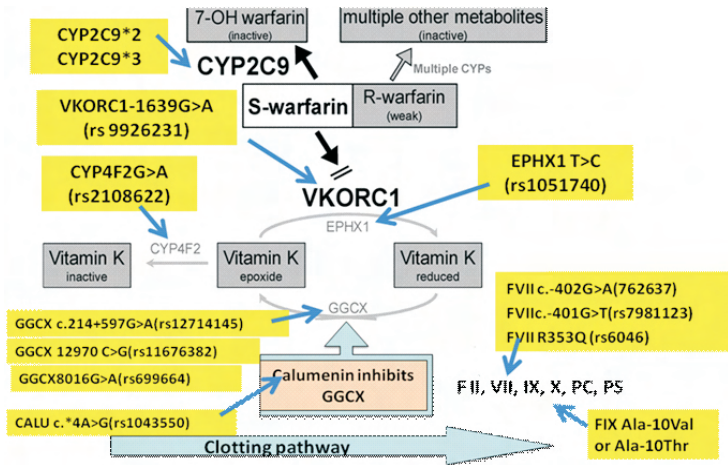 7-OH warfarin
(inactive)
multiple other metabolites
(inactive)
CYP2C9*2
CYP2C9*3
CYP2C9
Multiple CYPs
S-warfarin
R-warfarin
(weak)
VKORC1-1639G>A
(rs 9926231)
VKORC1
EPHX1 T>C
(rs1051740)
CYP4F2G>A
(rs2108622)
EPHX1
CYP4F2
Vitamin K
inactive
Vitamin K
epoxide
Vitamin K
reduced
GGCX
GGCX c.214+597G>A(rs12714145)
GGCX 12970 C>G(rs11676382)
GGCX8016G>A(rs699664)
CALU c.*4A>G(rs1043550)
Calumenin inhibits
GGCX
FVII c.-402G>A(762637)
FVIIc.-401G>T(rs7981123)
FVII R353Q (rs6046)
F II, VII, IX, X, PC, PS
FIX Ala-10Val
or Ala-10Thr
Clotting pathway